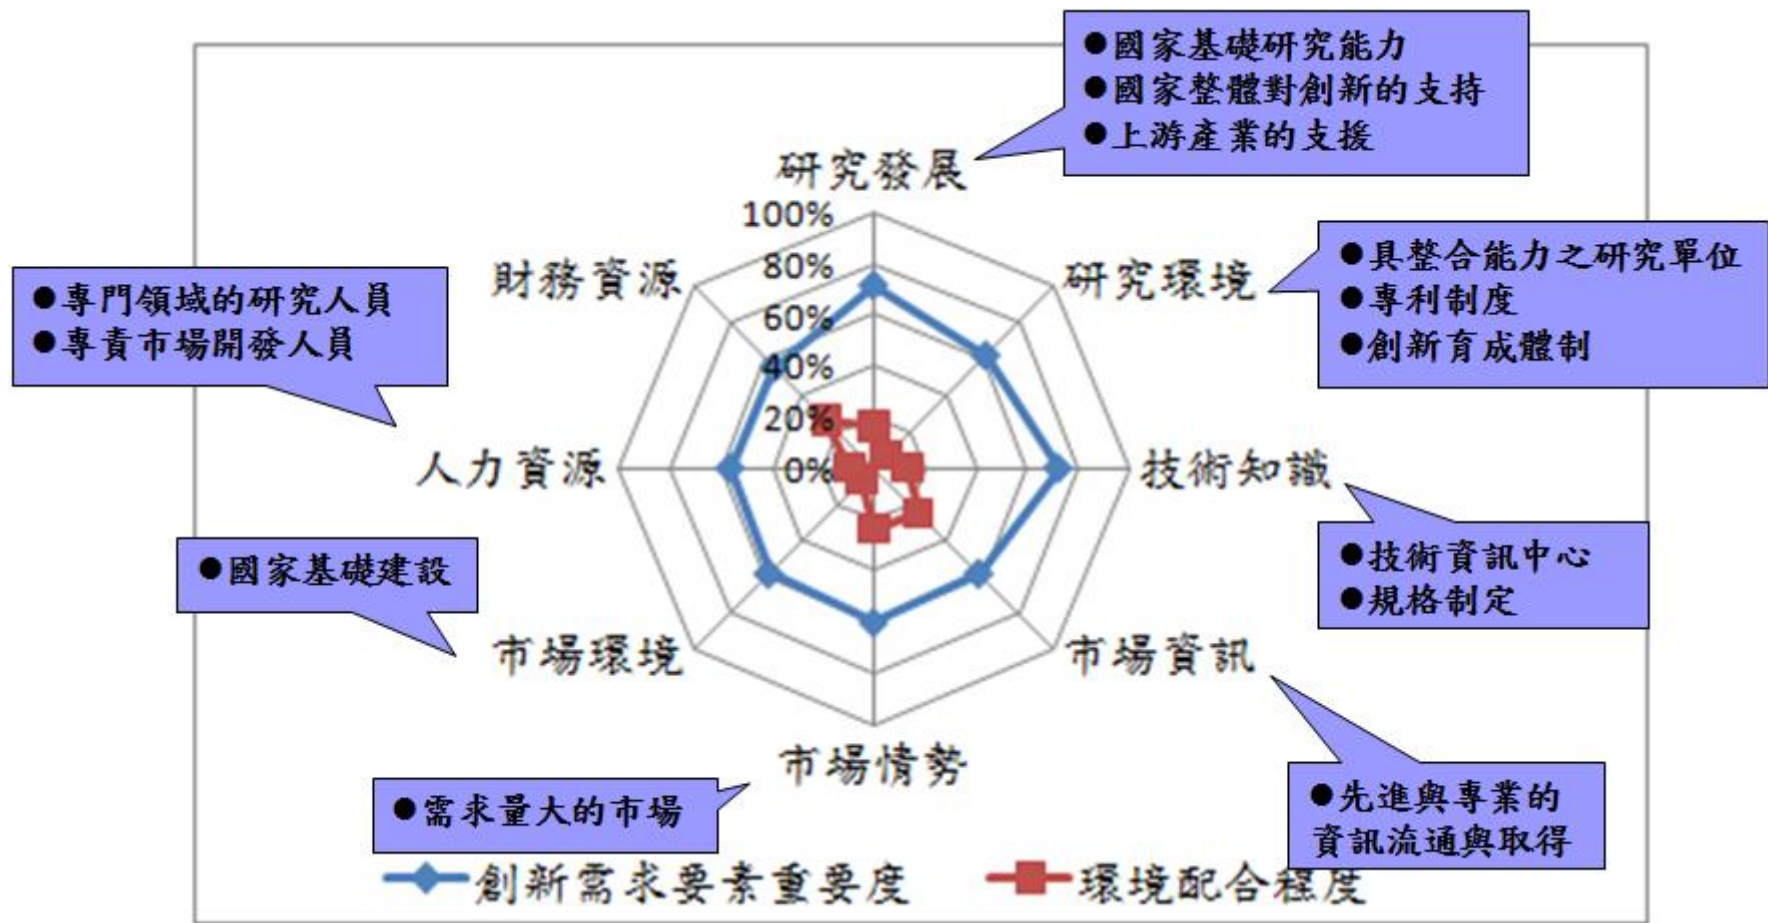 ●國家基礎研究能力
●國家整體對創新的支持
●上游產業的支援
研究發展
100%
80%
60%
40%
20%
0%
財務資源
研究環境
●具整合能力之研究單位
●專利制度
●創新育成體制
●專門領域的研究人員
●專責市場開發人員
人力資源
技術知識
●技術資訊中心
●規格制定
●國家基礎建設
市場環境
市場資訊
市場情勢
●需求量大的市場
●先進與專業的
資訊流通與取得
創新需求要素重要度
環境配合程度